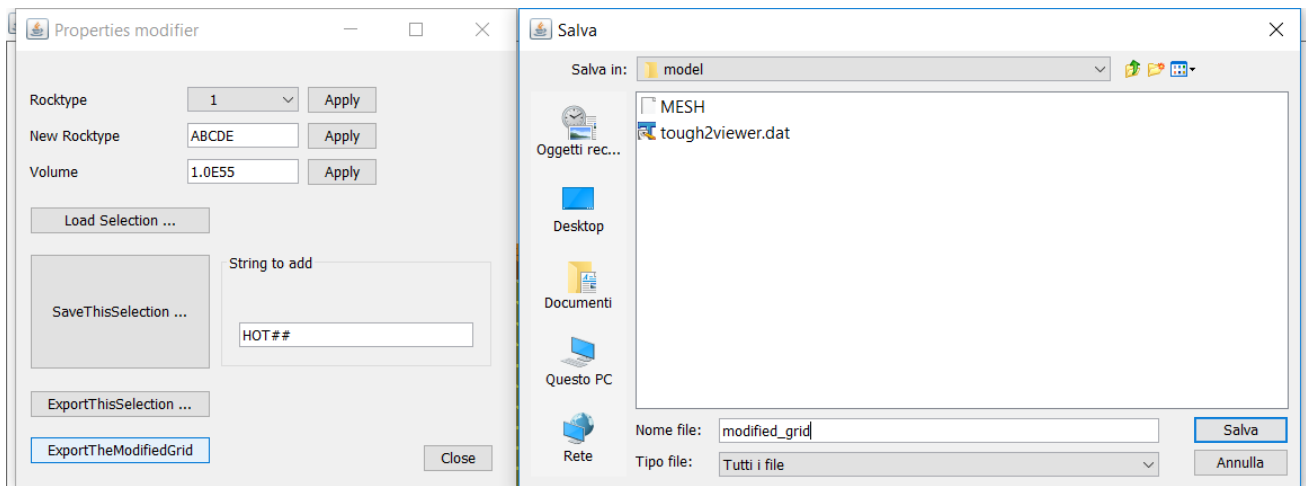 Properties modifier
Rocktype 1 Apply
New Rocktype ABCDE Apply
Volume 1.0E55 Apply
Load Selection ...
String to add
SaveThisSelection ...
HOT##
ExportThisSelection ...
ExportTheModifiedGrid
Close
Salva
Salva in: model
MESH
tough2viewer.dat
Oggetti rec...
Desktop
Documenti
Questo PC
Rete
Nome file: modified_grid Salva
Tipo file: Tutti i file Annulla